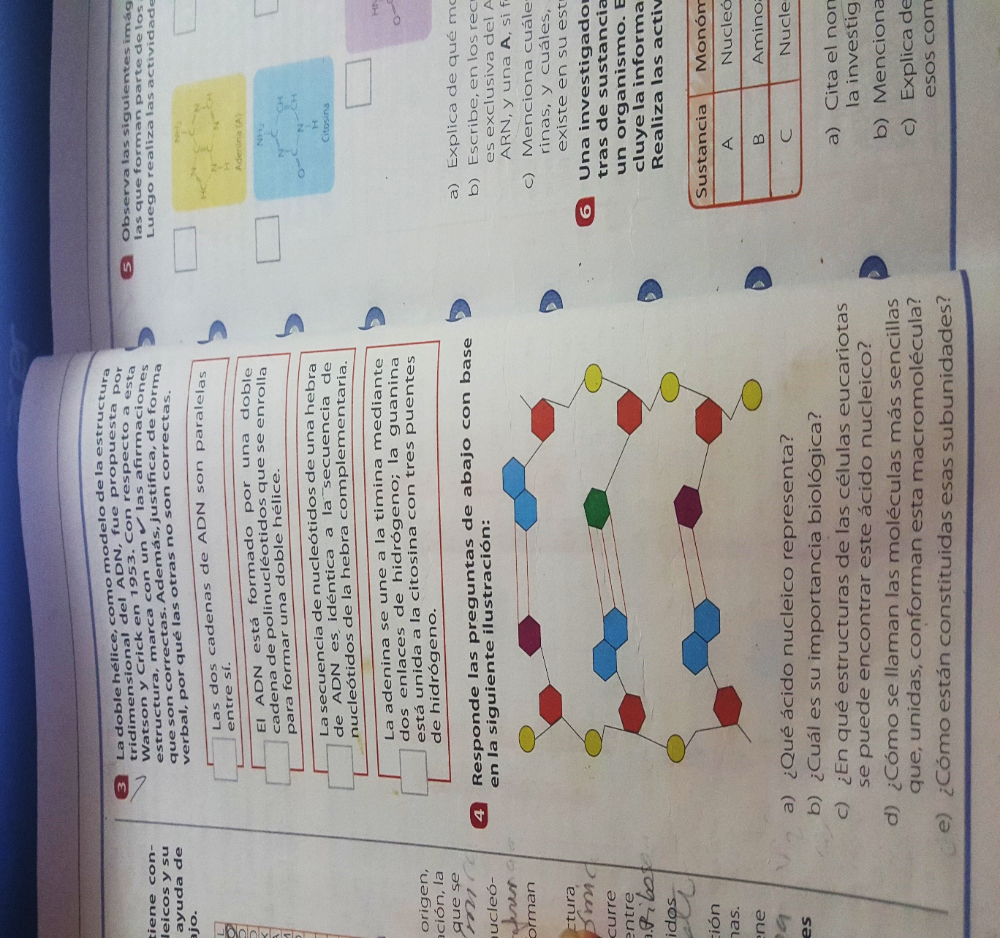 tiene con-
leicos y su
ayuda de
ajo.
origen,
ación, la
que se
nucleó-
orman
ctura
curre
entre
Ribosa
idos
ción
nas.
ene
es
3 La doble hélice, como modelo de la estructura
tridimensional del ADN, fue propuesta por
Watson y Crick en 1953. Con respecto a esta
estructura, marca con un ✓ las afirmaciones
que son correctas. Además, justifica, de forma
verbal, por qué las otras no son correctas.
Las dos cadenas de ADN son paralelas
entre sí.
El ADN está formado por una doble
cadena de polinucléotidos que se enrolla
para formar una doble hélice.
La secuencia de nucleótidos de una hebra
de ADN es idéntica a la secuencia de
nucleótidos de la hebra complementaria.
La adenina se une a la timina mediante
dos enlaces de hidrógeno; la guanina
está unida a la citosina con tres puentes
de hidrógeno.
4 Responde las preguntas de abajo con base
en la siguiente ilustración:
a) ¿Qué ácido nucleico representa?
b) ¿Cuál es su importancia biológica?
c) ¿En qué estructuras de las células eucariotas
se puede encontrar este ácido nucleico?
d) ¿Cómo se llaman las moléculas más sencillas
que, unidas, conforman esta macromolécula?
e) ¿Cómo están constituidas esas subunidades?
5 Observa las siguientes imág
las que forman parte de los
Luego realiza las actividade
NH₂
N
C
N
HC
C
CH
N
N
H
Adenina (A)
NH₂
C
N
CH
C
CH
O
N
H
Citosina
HN
O
a) Explica de qué mo
b) Escribe, en los rec
es exclusiva del A
ARN, y una A, si f
c) Menciona cuále
rinas, y cuáles,
existe en su est
6 Una investigador
tras de sustancia
un organismo. E
cluye la informa
Realiza las activ
Sustancia Monóm
A Nucleó
B Amino
C Nucle
a) Cita el nom
la investig
b) Menciona
c) Explica de
esos com